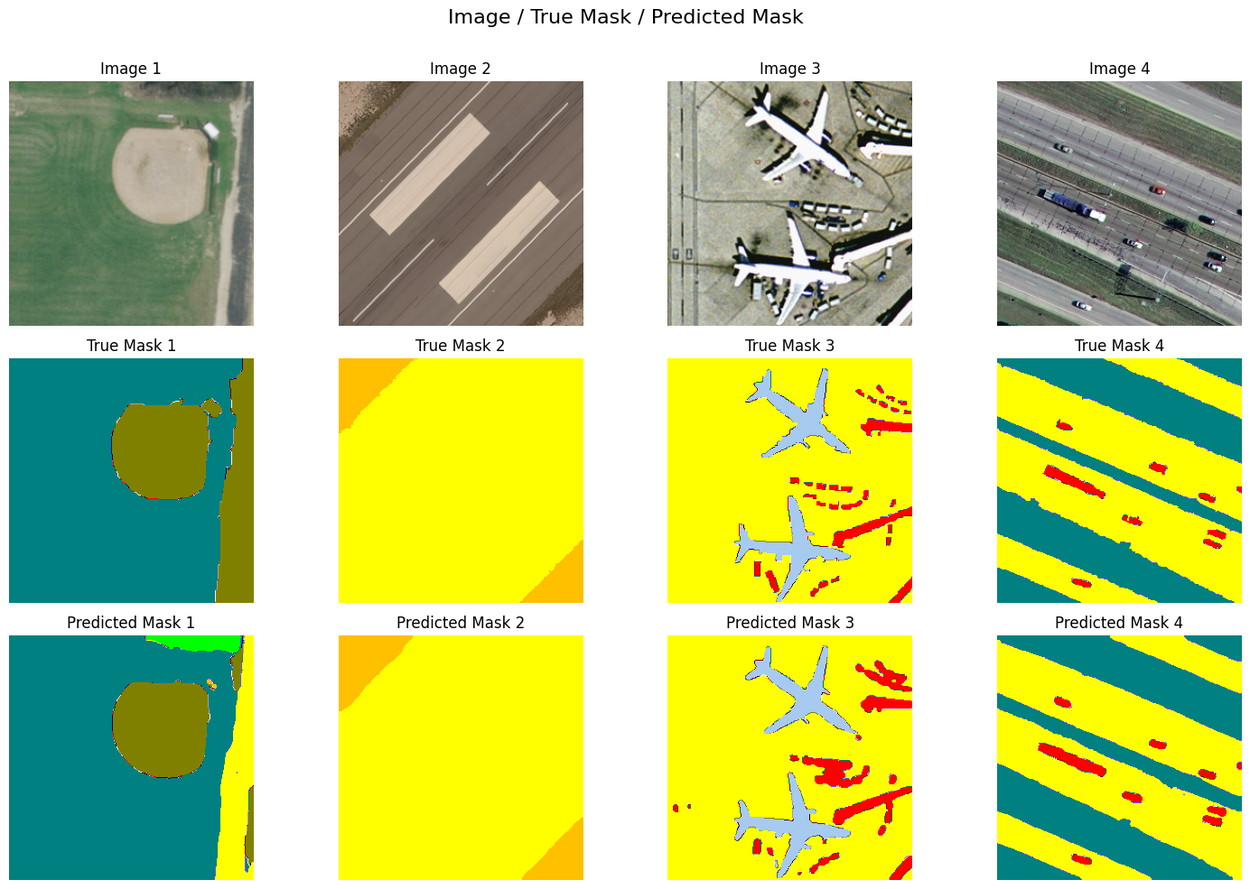 Image / True Mask / Predicted Mask
Image 1
Image 2
Image 3
Image 4
True Mask 1
True Mask 2
True Mask 3
True Mask 4
Predicted Mask 1
Predicted Mask 2
Predicted Mask 3
Predicted Mask 4